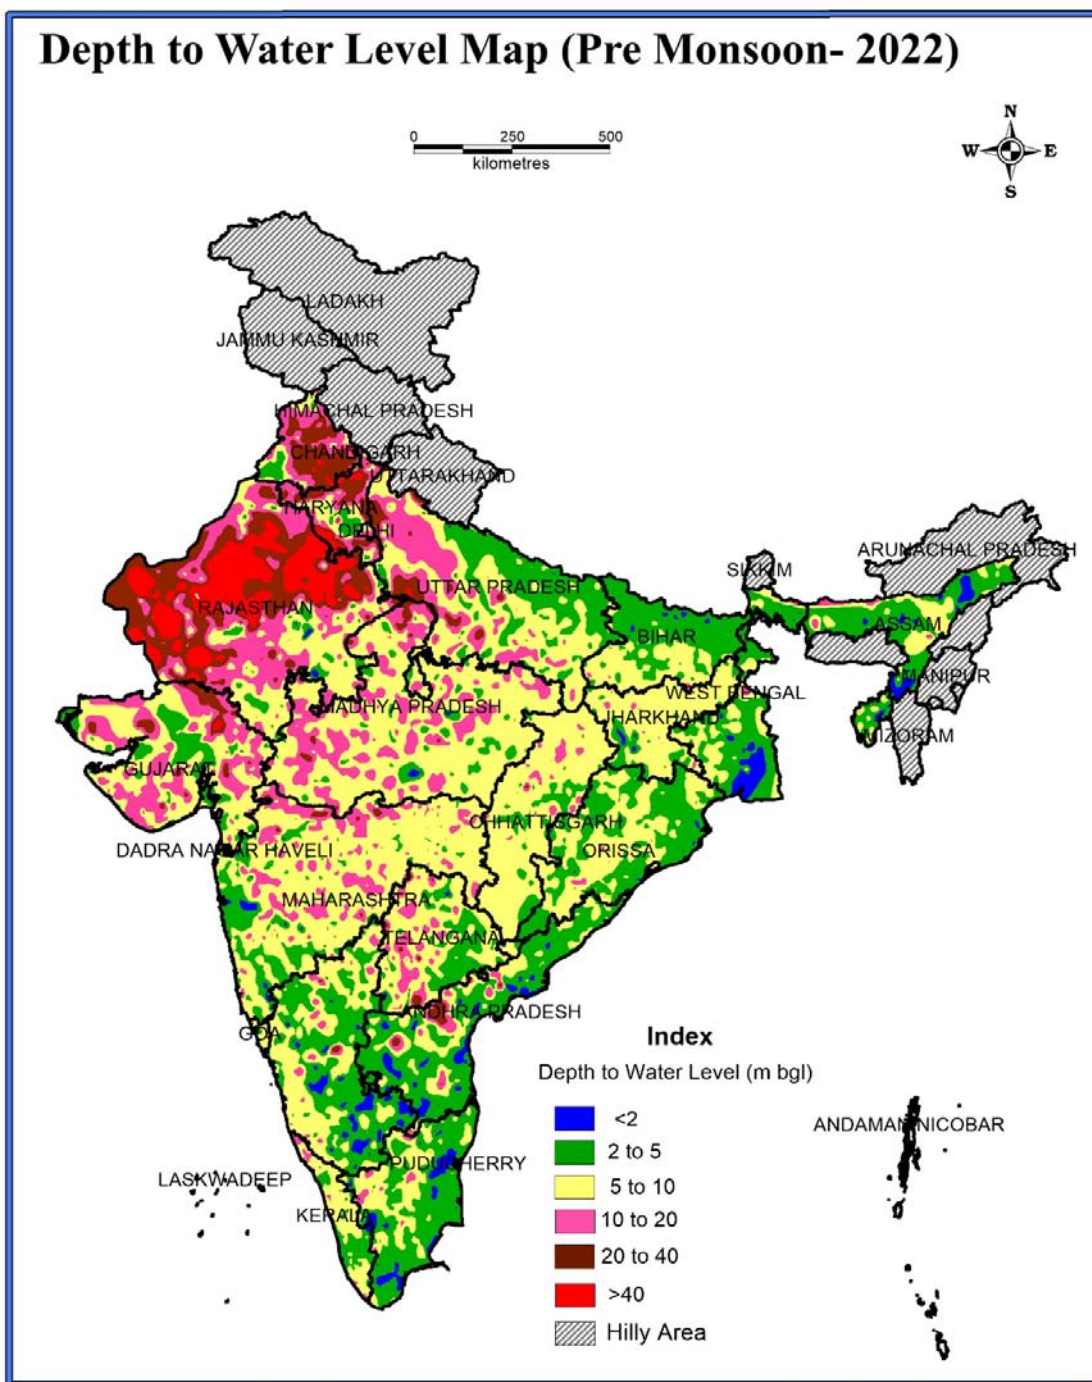 Depth to Water Level Map (Pre Monsoon- 2022)
0 250 500
kilometres
N
W E
S
LADAKH
JAMMU KASHMIR
HIMACHAL PRADESH
CHANDIGARH
UTTARAKHAND
HARYANA
DELHI
ARUNACHAL PRADESH
SIKKIM
UTTAR PRADESH
RAJASTHAN
ASSAM
BIHAR
MANIPUR
WEST BENGAL
MADHYA PRADESH
JHARKHAND
MIZORAM
GUJARAT
CHHATTISGARH
DADRA NAGAR HAVELI
ORISSA
MAHARASHTRA
TELANGANA
ANDHRA PRADESH
GOA
Index
Depth to Water Level (m bgl)
<2
2 to 5
5 to 10
10 to 20
20 to 40
>40
Hilly Area
ANDAMAN NICOBAR
PUDUCHERRY
LASKWADEEP
KERALA